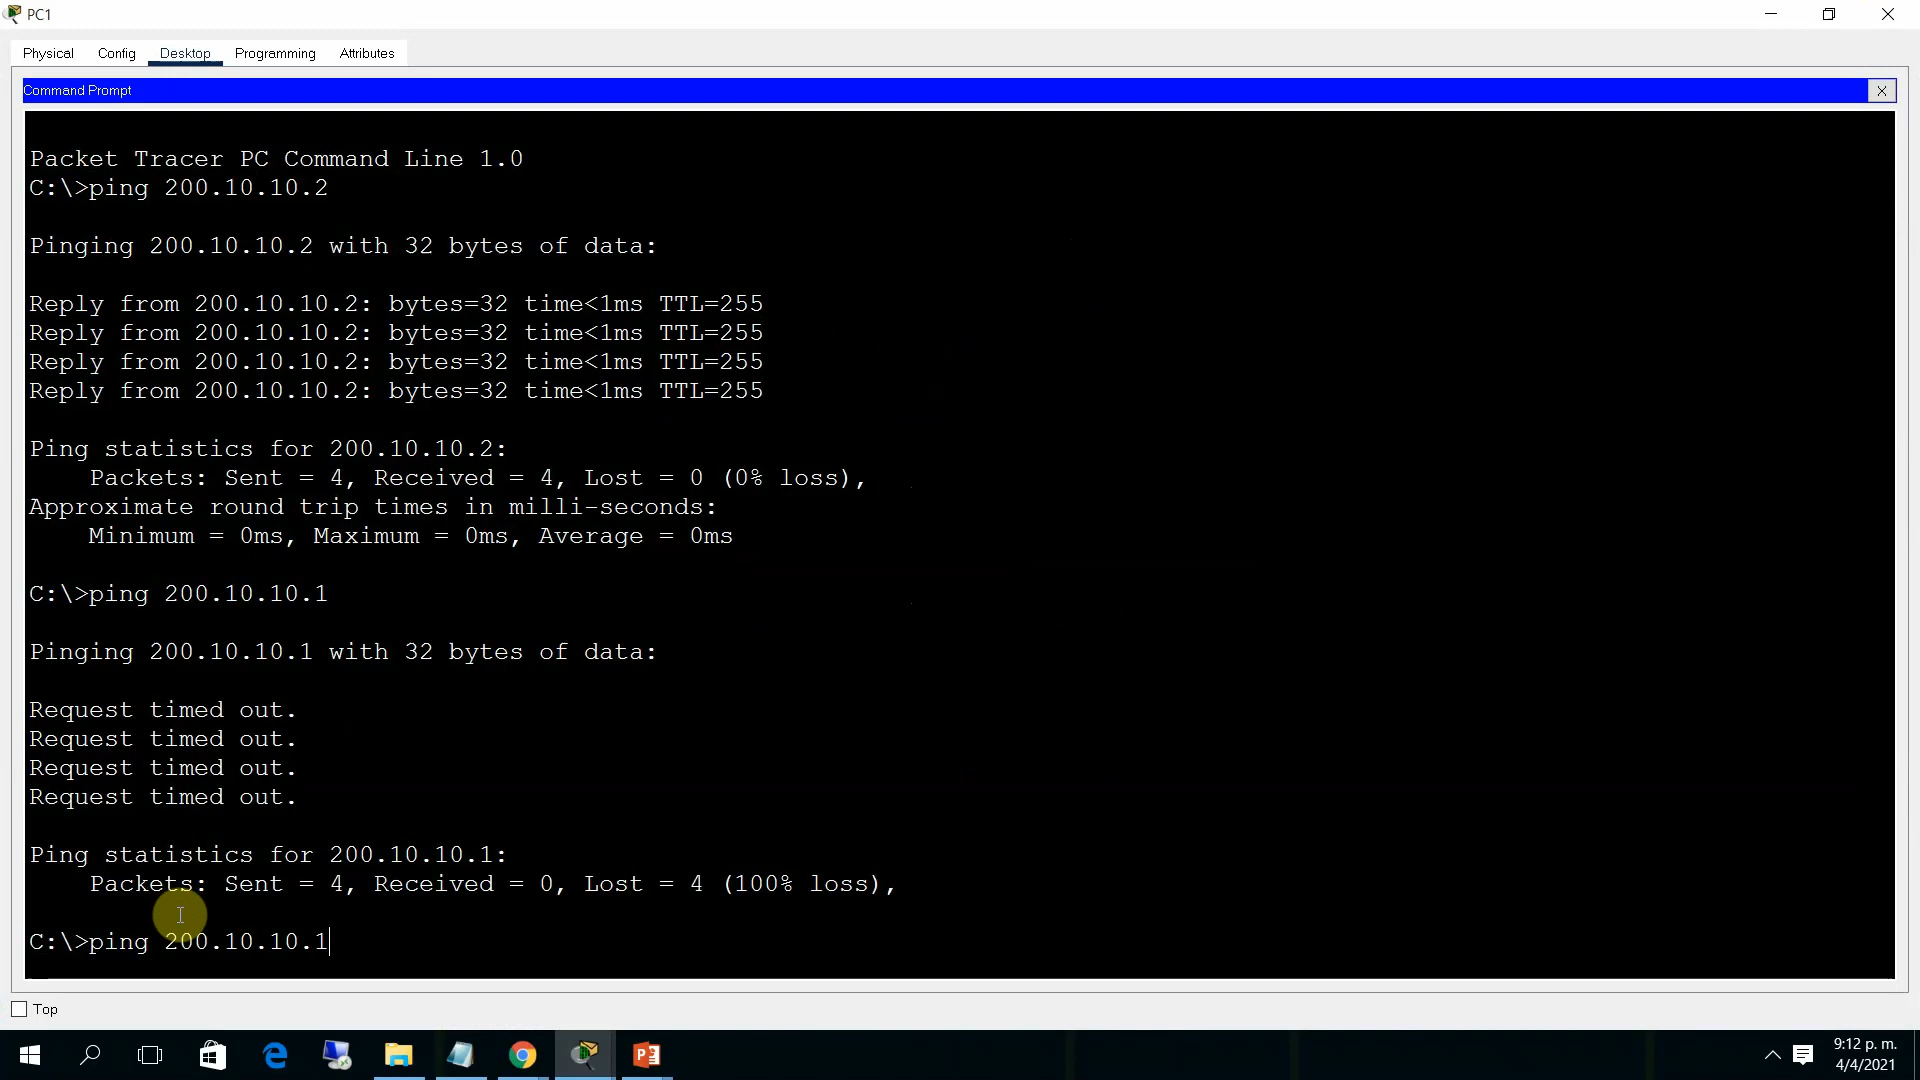 PC1
Physical Config Desktop Programming Attributes
Command Prompt
X
Packet Tracer PC Command Line 1.0
C:\>ping 200.10.10.2
Pinging 200.10.10.2 with 32 bytes of data:
Reply from 200.10.10.2: bytes=32 time<1ms TTL=255
Reply from 200.10.10.2: bytes=32 time<1ms TTL=255
Reply from 200.10.10.2: bytes=32 time<1ms TTL=255
Reply from 200.10.10.2: bytes=32 time<1ms TTL=255
Ping statistics for 200.10.10.2:
Packets: Sent = 4, Received = 4, Lost = 0 (0% loss),
Approximate round trip times in milli-seconds:
Minimum = 0ms, Maximum = 0ms, Average = 0ms
C:\>ping 200.10.10.1
Pinging 200.10.10.1 with 32 bytes of data:
Request timed out.
Request timed out.
Request timed out.
Request timed out.
Ping statistics for 200.10.10.1:
Packets: Sent = 4, Received = 0, Lost = 4 (100% loss),
C:\>ping 200.10.10.1
Top
9:12 p. m.
4/4/2021